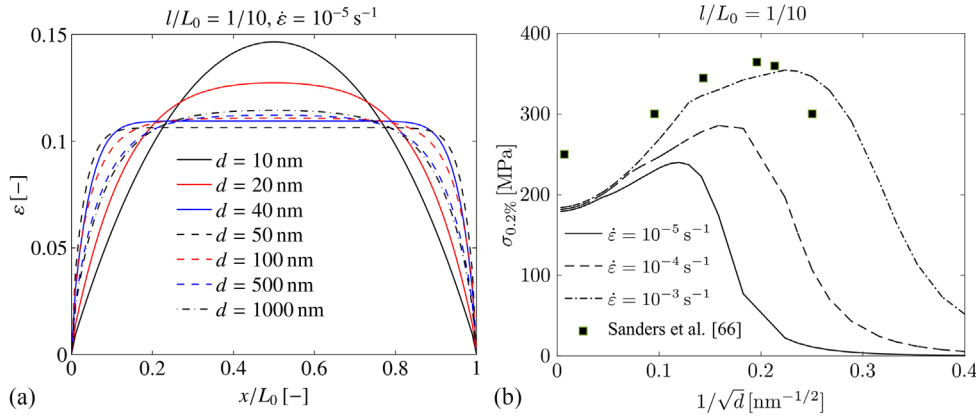 l/L₀ = 1/10, ε̇ = 10⁻⁵ s⁻¹
0.15
0.1
0.05
0
ε [–]
d = 10 nm
d = 20 nm
d = 40 nm
d = 50 nm
d = 100 nm
d = 500 nm
d = 1000 nm
0 0.2 0.4 0.6 0.8 1
x/L₀ [–]
(a)
l/L₀ = 1/10
400
300
200
100
0
σ₀.₂% [MPa]
ε̇ = 10⁻⁵ s⁻¹
ε̇ = 10⁻⁴ s⁻¹
ε̇ = 10⁻³ s⁻¹
Sanders et al. [66]
0 0.1 0.2 0.3 0.4
1/√d [nm⁻¹ᐟ²]
(b)